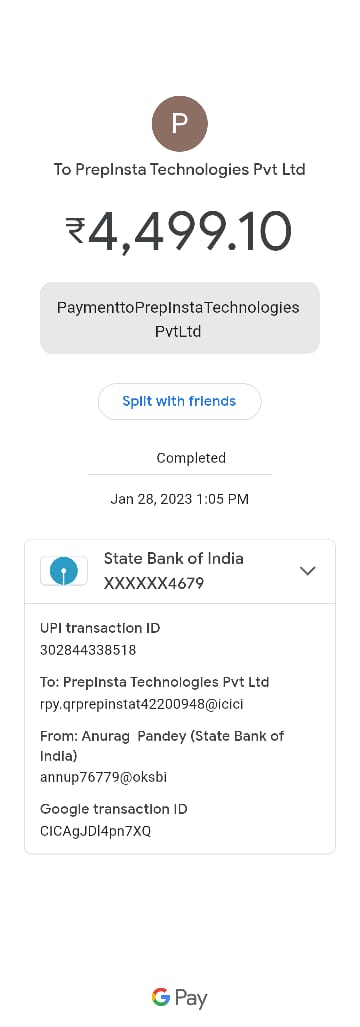 P
To PrepInsta Technologies Pvt Ltd
₹4,499.10
PaymenttoPrepInstaTechnologies
PvtLtd
Split with friends
Completed
Jan 28, 2023 1:05 PM
State Bank of India
XXXXXX4679
UPI transaction ID
302844338518
To: PrepInsta Technologies Pvt Ltd
rpy.qrprepinstat42200948@icici
From: Anurag Pandey (State Bank of
India)
annup76779@oksbi
Google transaction ID
CICAgJDl4pn7XQ
G Pay